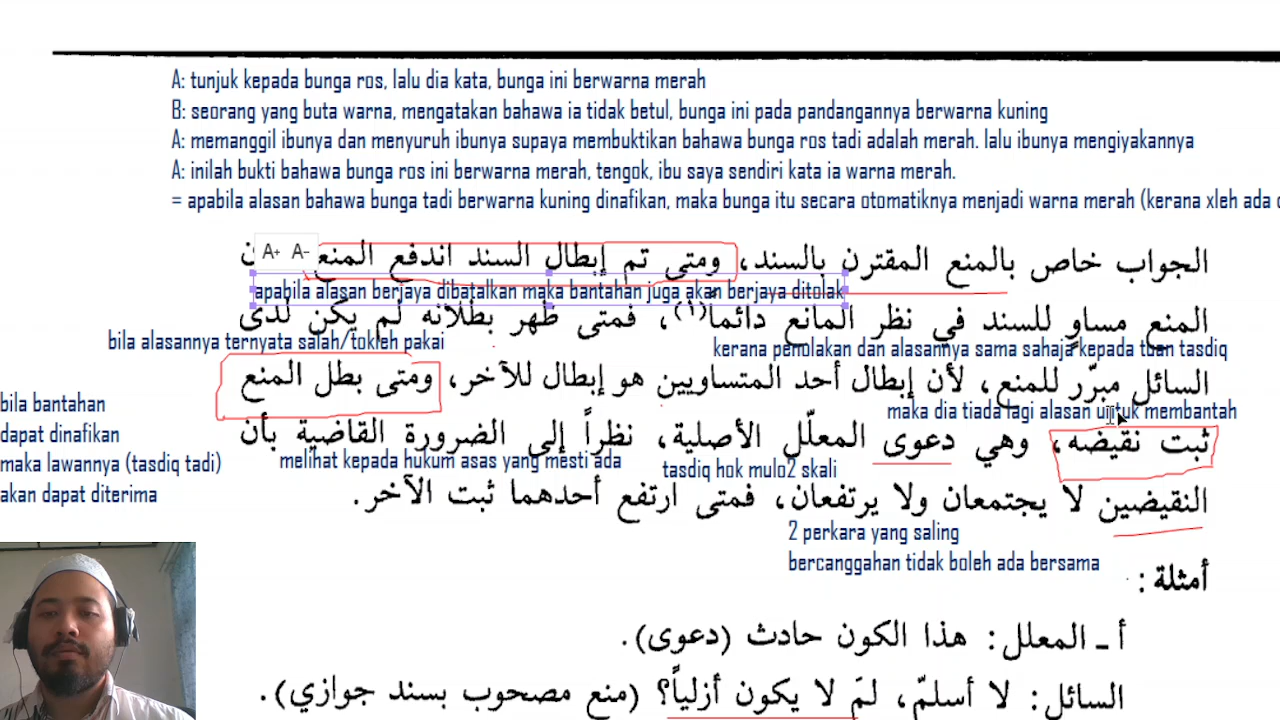 A: tunjuk kepada bunga ros, lalu dia kata, bunga ini berwarna merah
B: seorang yang buta warna, mengatakan bahawa ia tidak betul, bunga ini pada pandangannya berwarna kuning
A: memanggil ibunya dan menyuruh ibunya supaya membuktikan bahawa bunga ros tadi adalah merah. lalu ibunya mengiyakannya
A: inilah bukti bahawa bunga ros ini berwarna merah, tengok, ibu saya sendiri kata ia warna merah.
= apabila alasan bahawa bunga tadi berwarna kuning dinafikan, maka bunga itu secara otomatiknya menjadi warna merah (kerana xleh ada
A+ A-
الجواب خاص بالمنع المقترن بالسند، ومتى تم إبطال السند اندفع المنع
apabila alasan berjaya dibatalkan maka bantahan juga akan berjaya ditolak
المنع مساوٍ للسند في نظر المانع دائماً(١)، فمتى ظهر بطلانه لم يكن لدى
bila alasannya ternyata salah/tokleh pakai
kerana penolakan dan alasannya sama sahaja kepada tuan tasdiq
السائل مبرّر للمنع، لأن إبطال أحد المتساويين هو إبطال للآخر، ومتى بطل المنع
bila bantahan
dapat dinafikan
maka lawannya (tasdiq tadi)
akan dapat diterima
maka dia tiada lagi alasan untuk membantah
ثبت نقيضه، وهي دعوى المعلّل الأصلية، نظراً إلى الضرورة القاضية بأن
melihat kepada hukum asas yang mesti ada
tasdiq hok mulo2 skali
النقيضين لا يجتمعان ولا يرتفعان، فمتى ارتفع أحدهما ثبت الآخر.
2 perkara yang saling
bercanggahan tidak boleh ada bersama
أمثلة :
أ ـ المعلل : هذا الكون حادث (دعوى).
السائل : لا أسلمّ، لمَ لا يكون أزلياً؟ (منع مصحوب بسند جوازي).